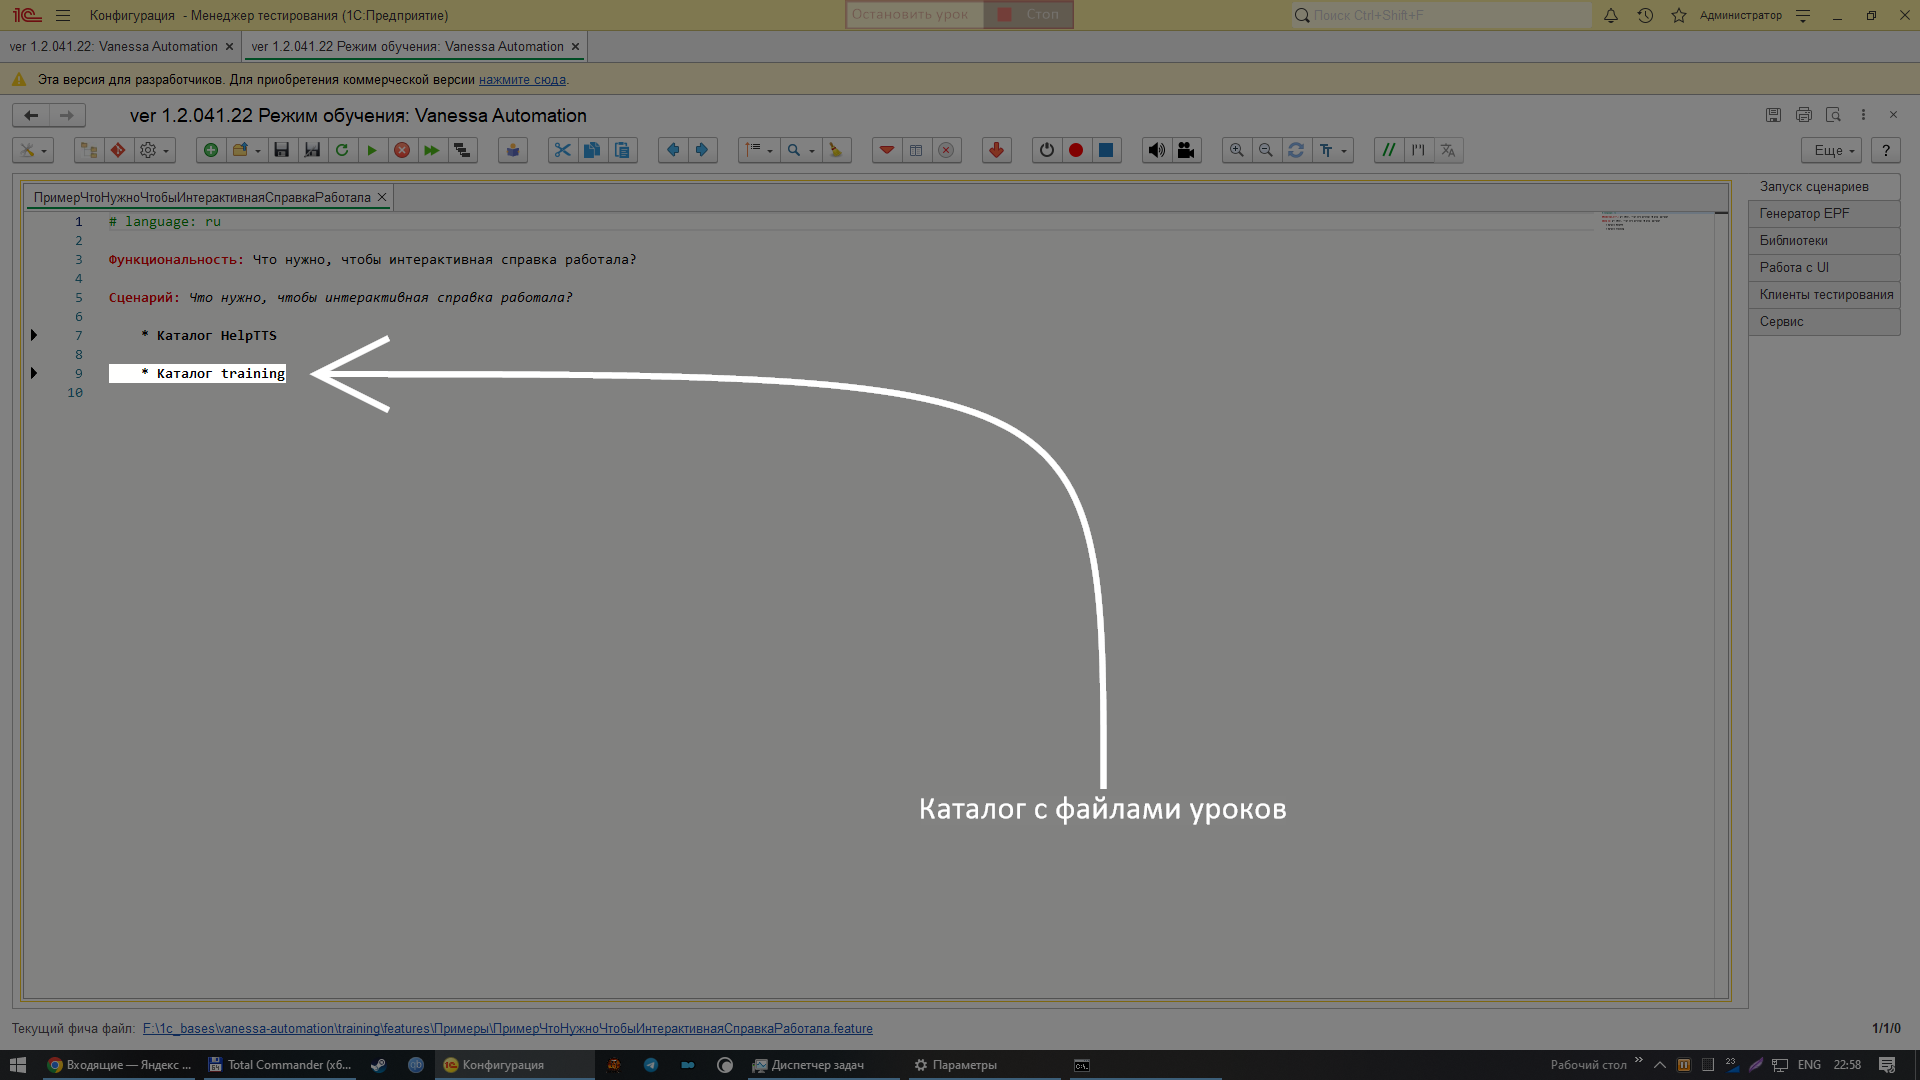 Конфигурация - Менеджер тестирования (1С:Предприятие)
Остановить урок
Стоп
Поиск Ctrl+Shift+F
Администратор
ver 1.2.041.22: Vanessa Automation
ver 1.2.041.22 Режим обучения: Vanessa Automation
Эта версия для разработчиков. Для приобретения коммерческой версии нажмите сюда.
ver 1.2.041.22 Режим обучения: Vanessa Automation
Еще
?
ПримерЧтоНужноЧтобыИнтерактивнаяСправкаРаботала
1 # language: ru
2
3 Функциональность: Что нужно, чтобы интерактивная справка работала?
4
5 Сценарий: Что нужно, чтобы интерактивная справка работала?
6
7 * Каталог HelpTTS
8
9 * Каталог training
10
Запуск сценариев
Генератор EPF
Библиотеки
Работа с UI
Клиенты тестирования
Сервис
Каталог с файлами уроков
Текущий фича файл: F:\1c_bases\vanessa-automation\training\features\Примеры\ПримерЧтоНужноЧтобыИнтерактивнаяСправкаРаботала.feature
1/1/0
Входящие — Яндекс ...
Total Commander (x6...
Конфигурация
Диспетчер задач
Параметры
Рабочий стол
23
ENG
22:58